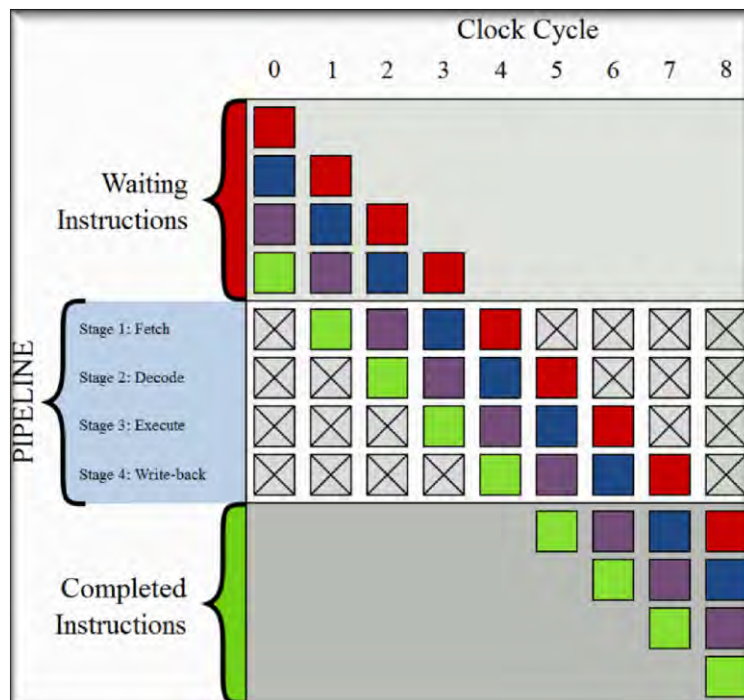 Clock Cycle
0 1 2 3 4 5 6 7 8
Waiting
Instructions
PIPELINE
Stage 1: Fetch
Stage 2: Decode
Stage 3: Execute
Stage 4: Write-back
Completed
Instructions